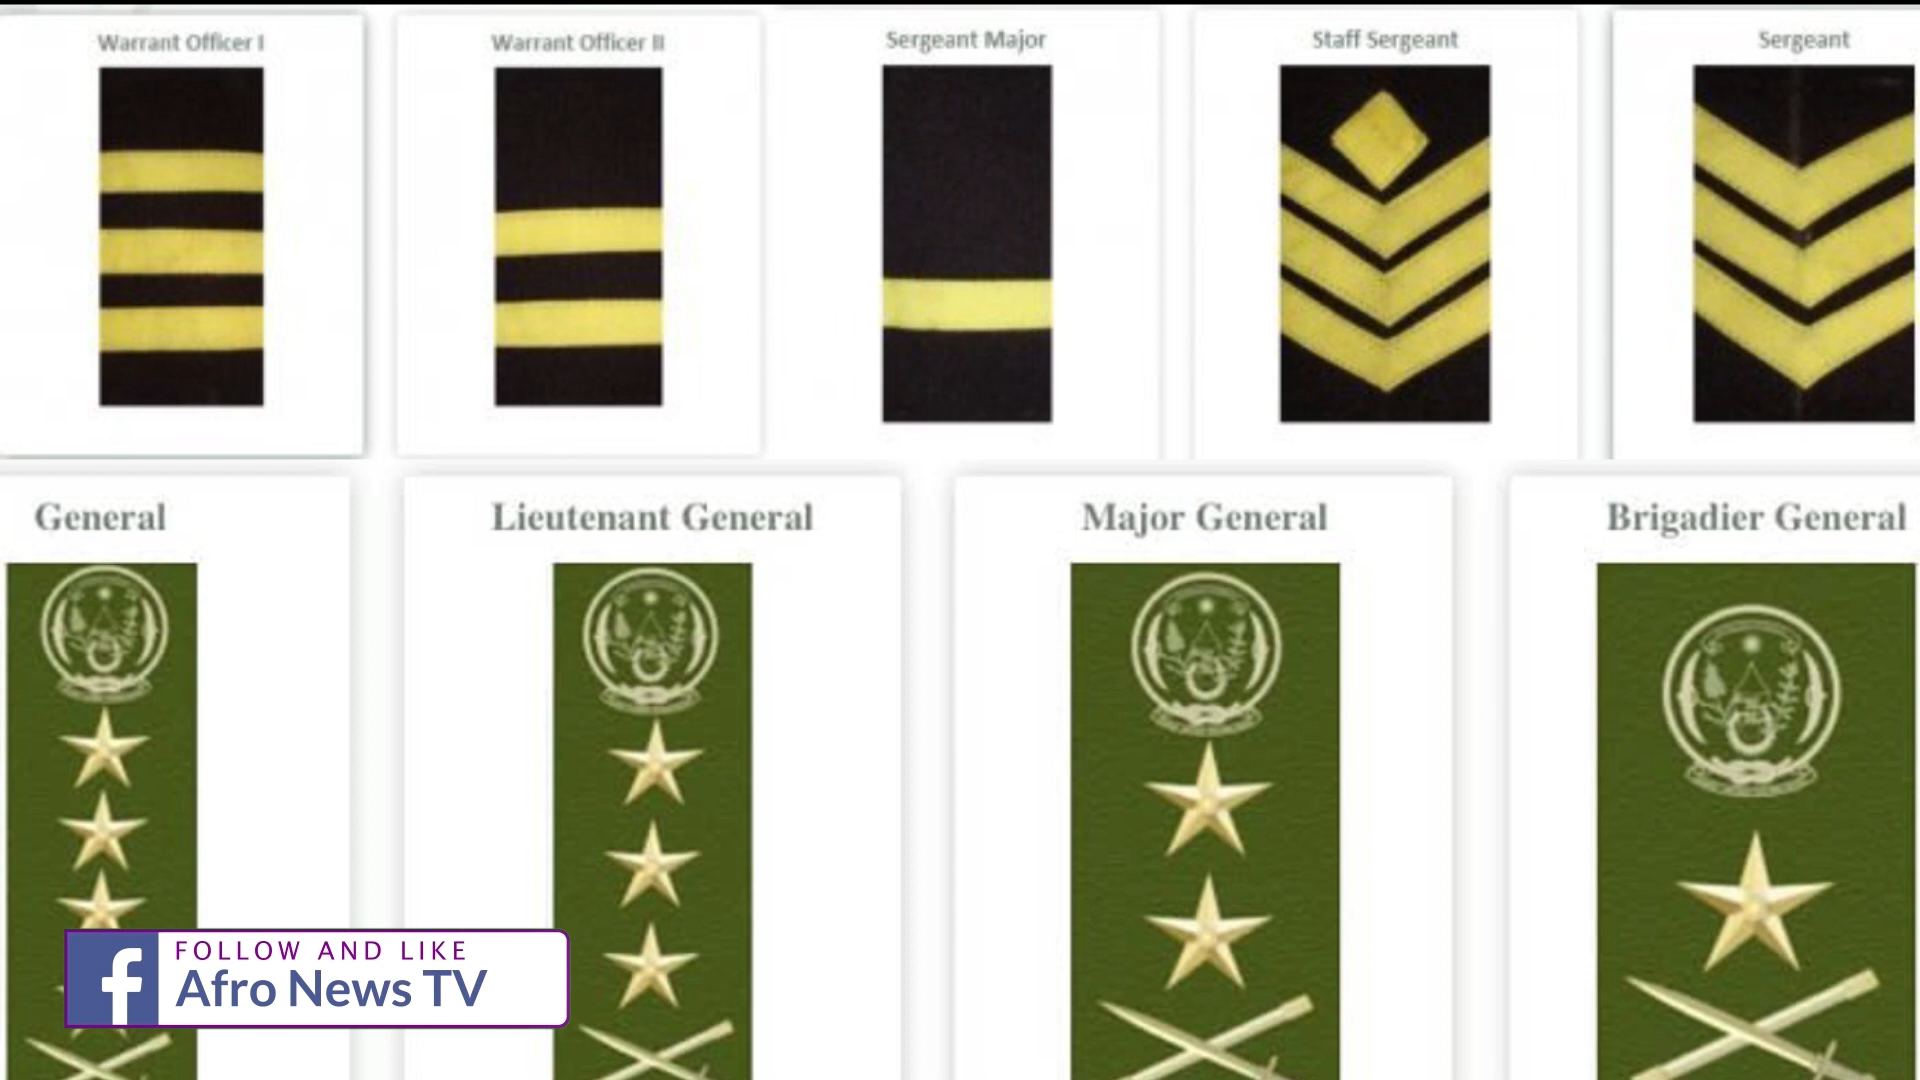 Warrant Officer I
Warrant Officer II
Sergeant Major
Staff Sergeant
Sergeant
General
Lieutenant General
Major General
Brigadier General
FOLLOW AND LIKE
Afro News TV